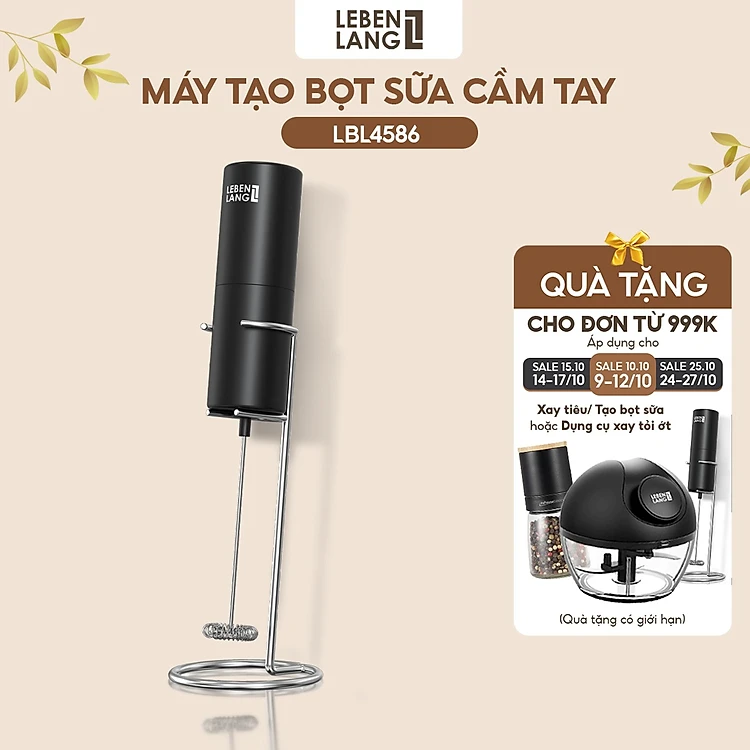 LEBEN
LANG
MÁY TẠO BỌT SỮA CẦM TAY
LBL4586
LEBEN
LANG
QUÀ TẶNG
CHO ĐƠN TỪ 999K
Áp dụng cho
SALE 15.10
14-17/10
SALE 10.10
9-12/10
SALE 25.10
24-27/10
Xay tiêu/ Tạo bọt sữa
hoặc Dụng cụ xay tỏi ớt
LEBEN
LANG
(Quà tặng có giới hạn)